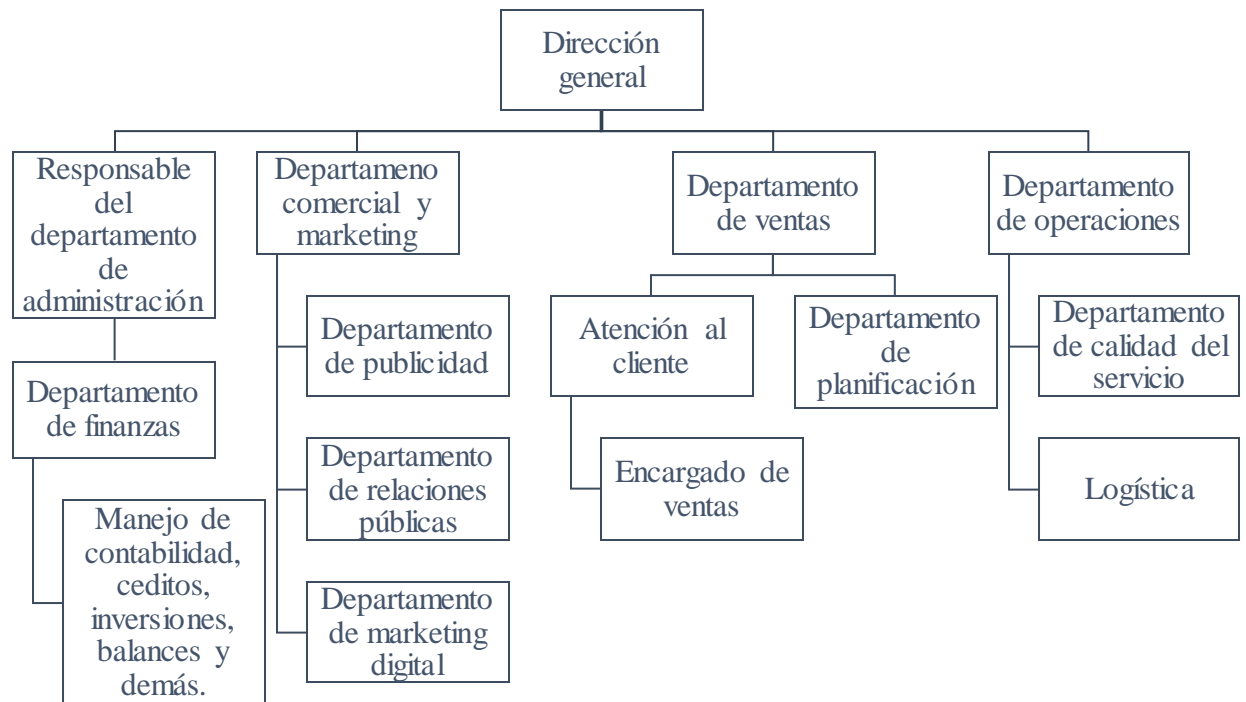 Dirección
general
Responsable
del
departamento
de
administración
Departameno
comercial y
marketing
Departamento
de ventas
Departamento
de operaciones
Departamento
de finanzas
Manejo de
contabilidad,
ceditos,
inversiones,
balances y
demás.
Departamento
de publicidad
Departamento
de relaciones
públicas
Departamento
de marketing
digital
Atención al
cliente
Encargado de
ventas
Departamento
de
planificación
Departamento
de calidad del
servicio
Logística